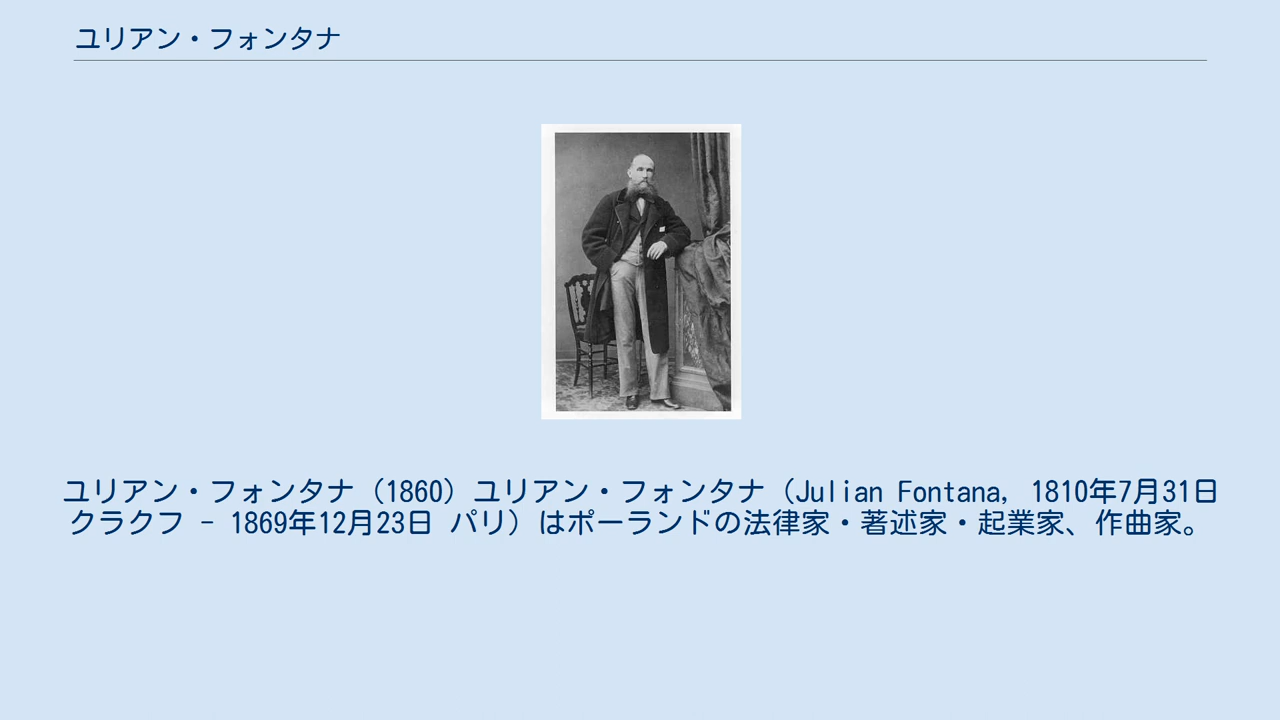 ユリアン・フォンタナ
ユリアン・フォンタナ（1860）ユリアン・フォンタナ（Julian Fontana, 1810年7月31日
クラクフ - 1869年12月23日 パリ）はポーランドの法律家・著述家・起業家、作曲家。